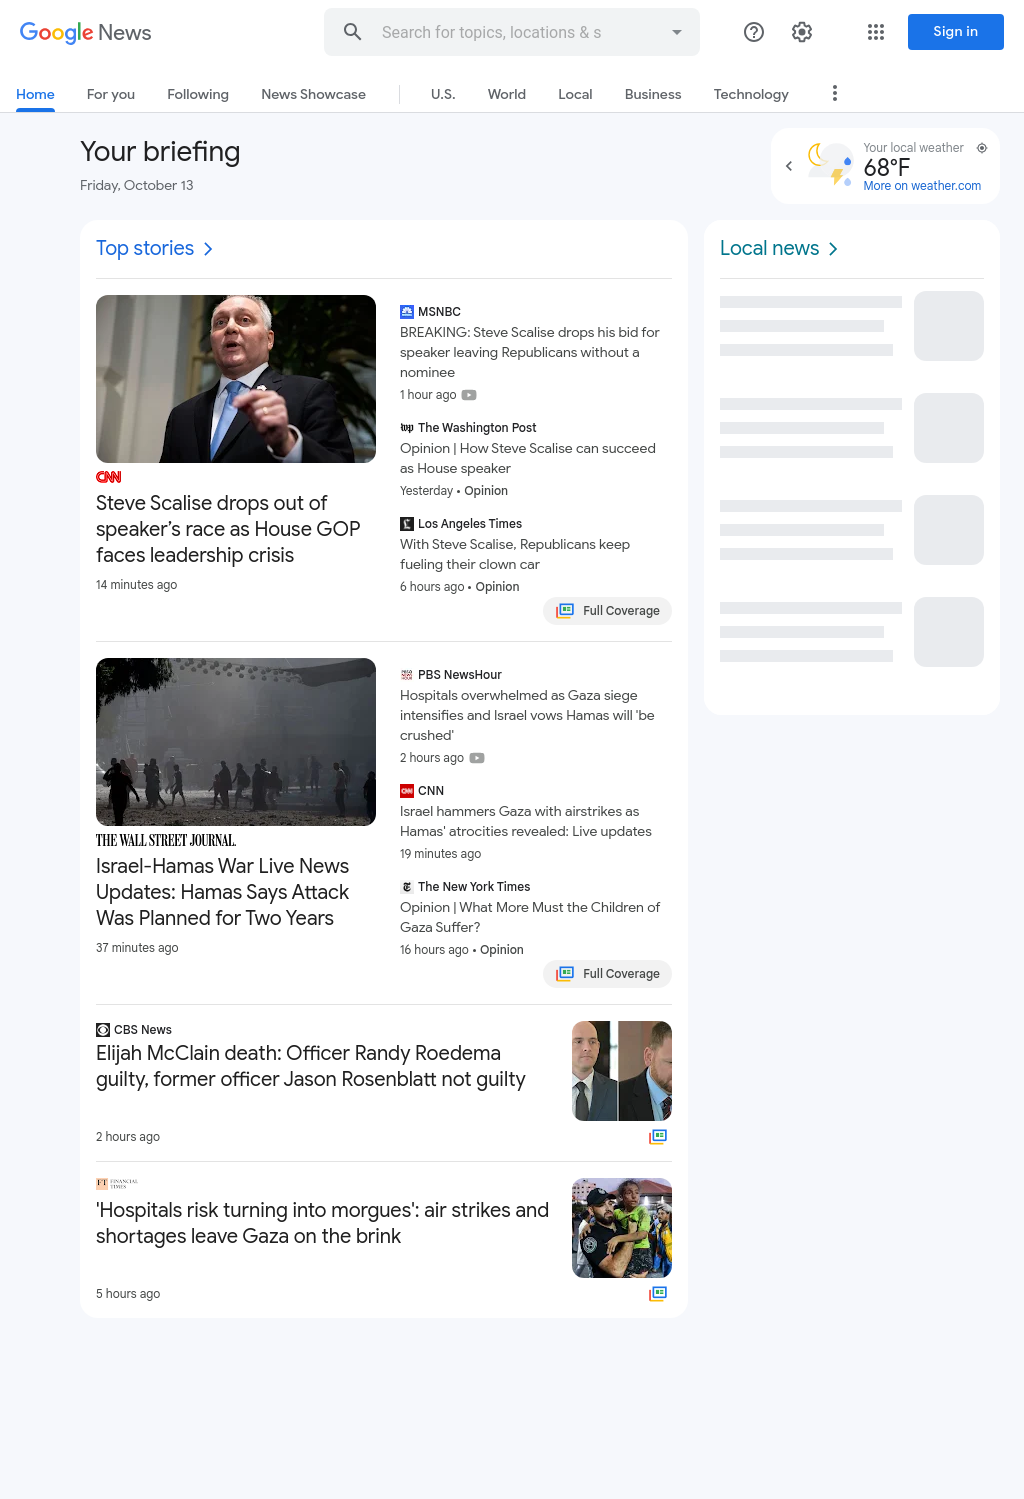 Google News
Search for topics, locations & s
Sign in
Home
For you
Following
News Showcase
U.S.
World
Local
Business
Technology
Your briefing
Friday, October 13
Your local weather
68°F
More on weather.com
Top stories
CNN
Steve Scalise drops out of
speaker’s race as House GOP
faces leadership crisis
14 minutes ago
MSNBC
BREAKING: Steve Scalise drops his bid for
speaker leaving Republicans without a
nominee
1 hour ago
The Washington Post
Opinion | How Steve Scalise can succeed
as House speaker
Yesterday • Opinion
Los Angeles Times
With Steve Scalise, Republicans keep
fueling their clown car
6 hours ago • Opinion
Full Coverage
THE WALL STREET JOURNAL.
Israel-Hamas War Live News
Updates: Hamas Says Attack
Was Planned for Two Years
37 minutes ago
PBS NewsHour
Hospitals overwhelmed as Gaza siege
intensifies and Israel vows Hamas will 'be
crushed'
2 hours ago
CNN
Israel hammers Gaza with airstrikes as
Hamas' atrocities revealed: Live updates
19 minutes ago
The New York Times
Opinion | What More Must the Children of
Gaza Suffer?
16 hours ago • Opinion
Full Coverage
CBS News
Elijah McClain death: Officer Randy Roedema
guilty, former officer Jason Rosenblatt not guilty
2 hours ago
FT FINANCIAL
TIMES
'Hospitals risk turning into morgues': air strikes and
shortages leave Gaza on the brink
5 hours ago
Local news